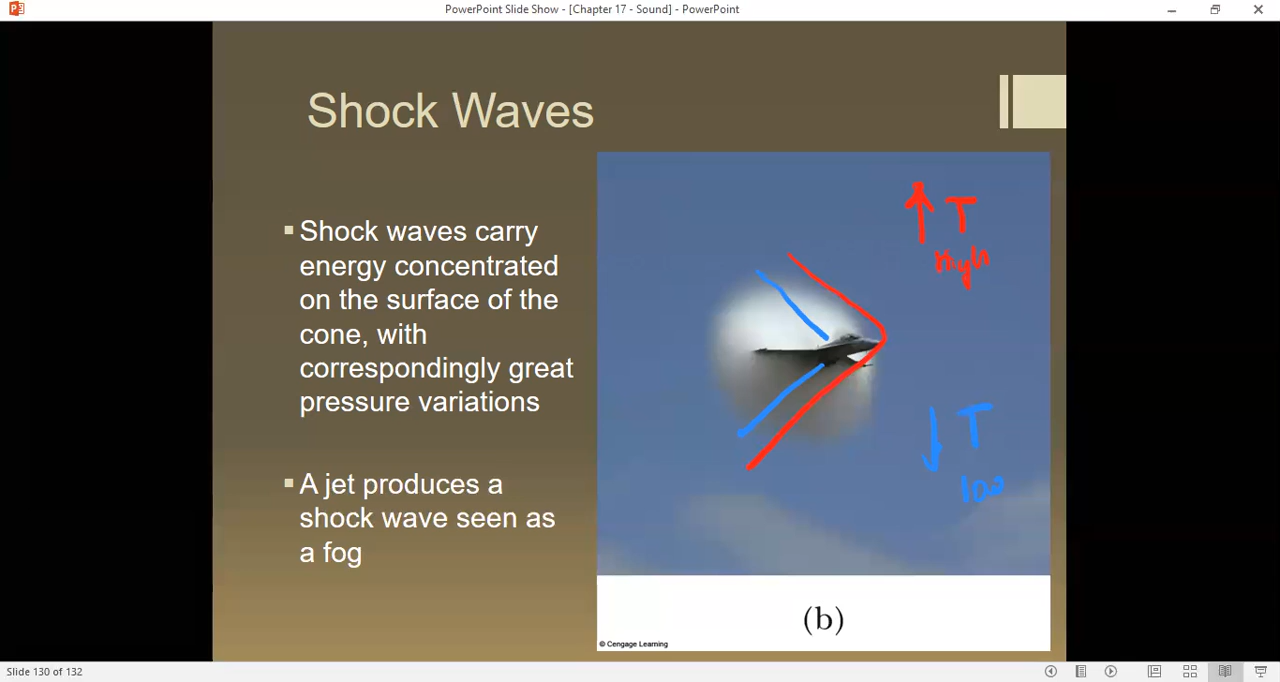 PowerPoint Slide Show - [Chapter 17 - Sound] - PowerPoint
Shock Waves
Shock waves carry
energy concentrated
on the surface of the
cone, with
correspondingly great
pressure variations
A jet produces a
shock wave seen as
a fog
T
High
T
low
(b)
© Cengage Learning
Slide 130 of 132